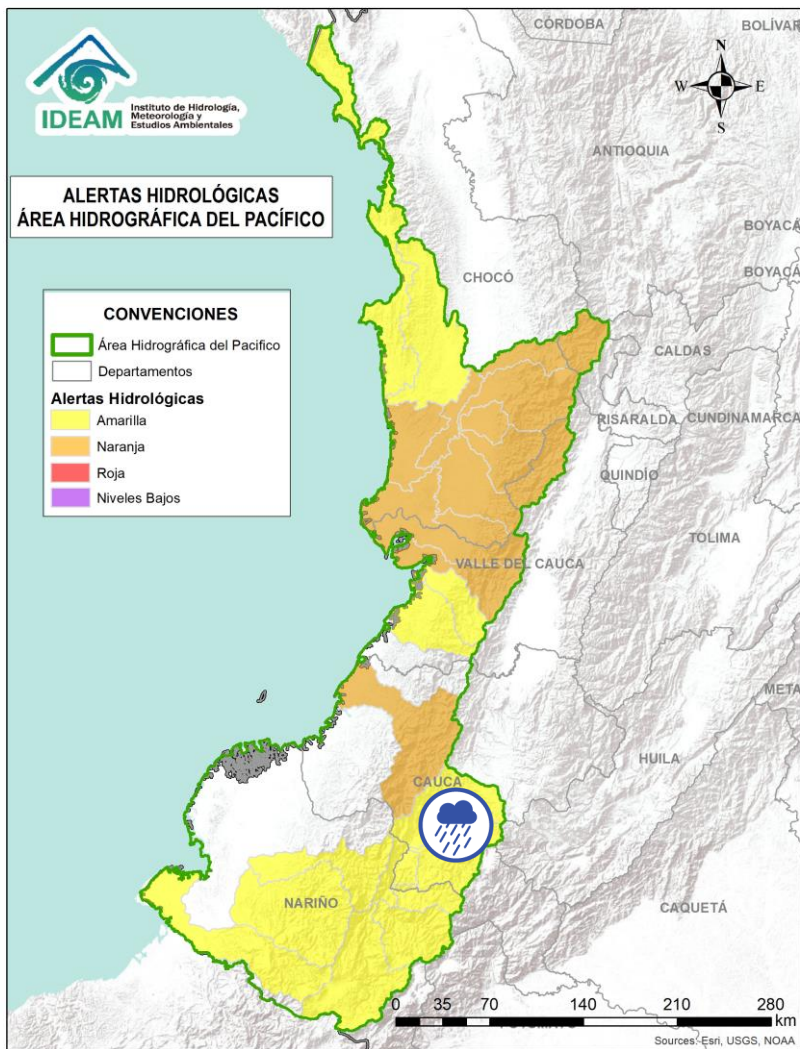 IDEAM
Instituto de Hidrología,
Meteorología y
Estudios Ambientales
ALERTAS HIDROLÓGICAS
ÁREA HIDROGRÁFICA DEL PACÍFICO
CONVENCIONES
Área Hidrográfica del Pacifico
Departamentos
Alertas Hidrológicas
Amarilla
Naranja
Roja
Niveles Bajos
CÓRDOBA
BOLÍVAR
N
W E
S
ANTIOQUIA
BOYACÁ
BOYACÁ
CHOCÓ
CALDAS
RISARALDA
CUNDINAMARCA
QUINDÍO
TOLIMA
VALLE DEL CAUCA
META
HUILA
CAUCA
NARIÑO
CAQUETÁ
0 35 70 140 210 280
km
Sources: Esri, USGS, NOAA